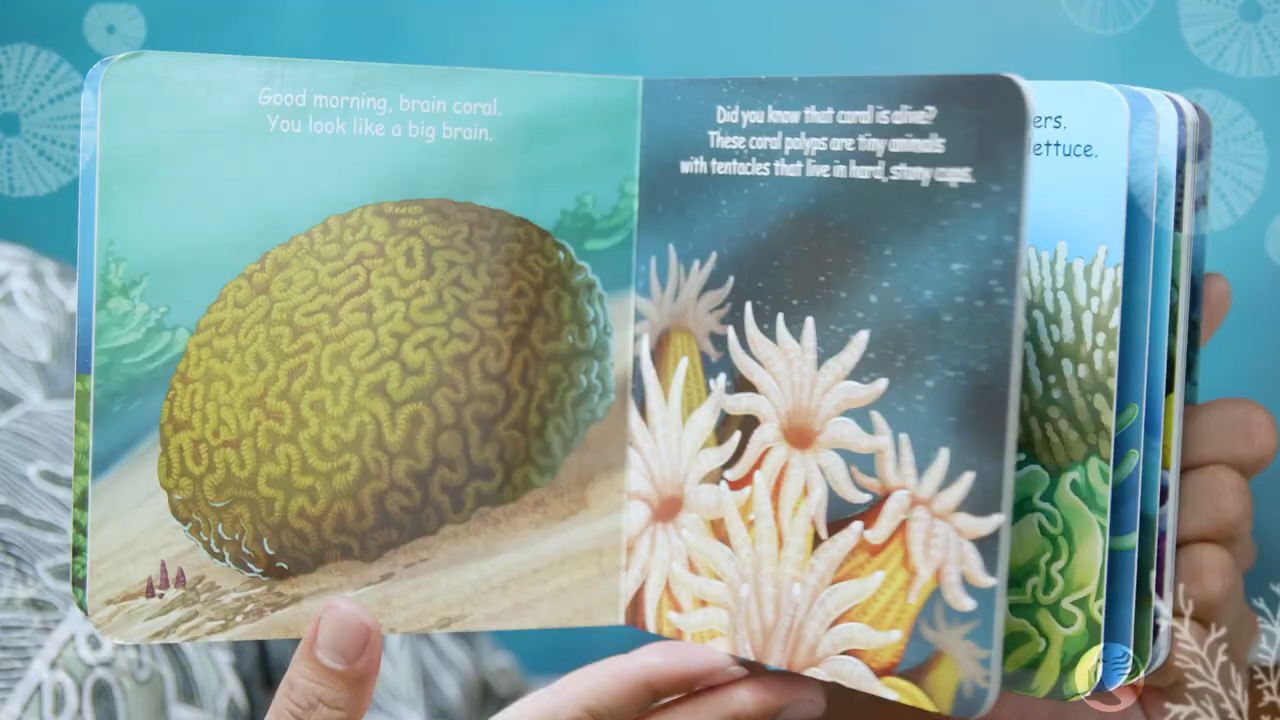 Good morning, brain coral.
You look like a big brain.
Did you know that coral is alive?
These coral polyps are tiny animals
with tentacles that live in hard, stony cups.
ers.
ettuce.